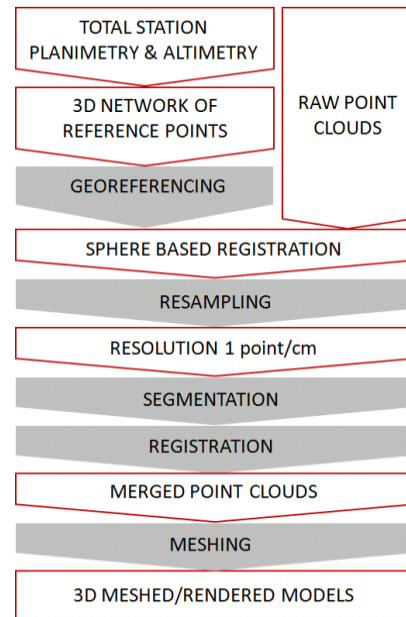 TOTAL STATION
PLANIMETRY & ALTIMETRY
3D NETWORK OF
REFERENCE POINTS
RAW POINT
CLOUDS
GEOREFERENCING
SPHERE BASED REGISTRATION
RESAMPLING
RESOLUTION 1 point/cm
SEGMENTATION
REGISTRATION
MERGED POINT CLOUDS
MESHING
3D MESHED/RENDERED MODELS